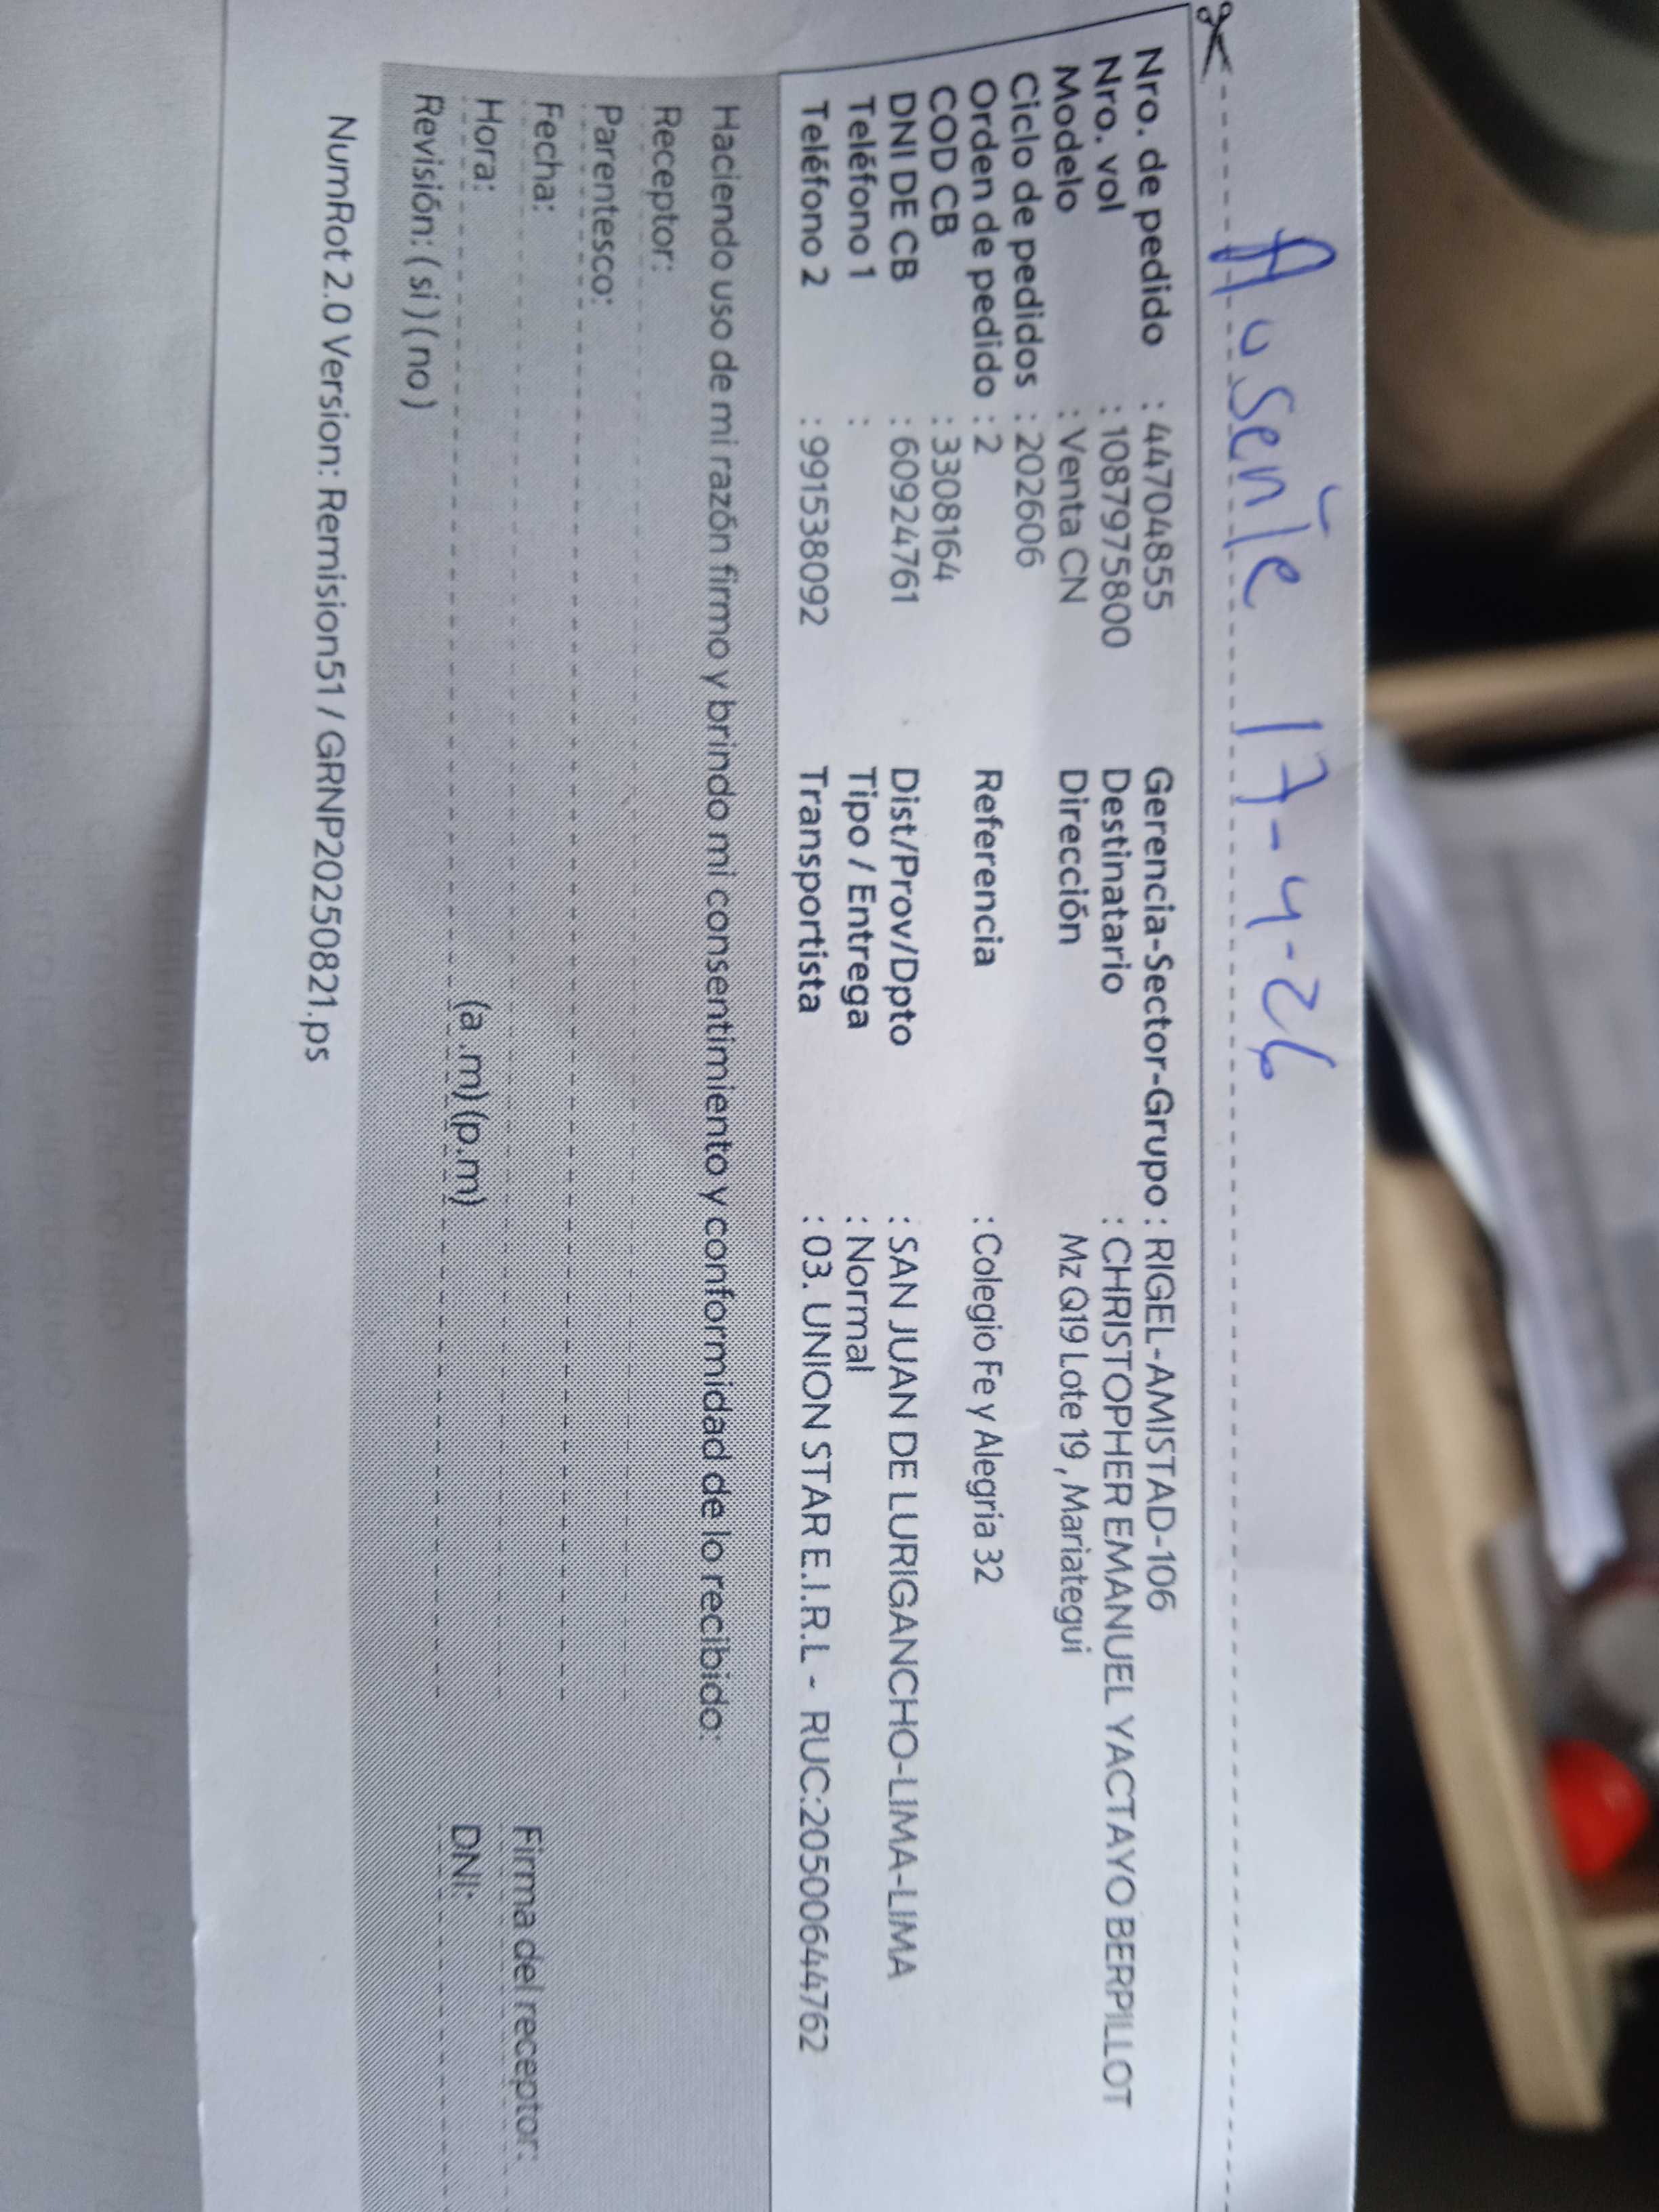 Ausente 17-4-26
Nro. de pedido : 44704855 Gerencia-Sector-Grupo : RIGEL-AMISTAD-106
Nro. vol : 1087975800 Destinatario : CHRISTOPHER EMANUEL YACTAYO BERPILLOT
Modelo : Venta CN Dirección Mz Q19 Lote 19 , Mariategui
Ciclo de pedidos : 202606
Orden de pedido : 2 Referencia : Colegio Fe y Alegria 32
COD CB : 3308164
DNI DE CB : 60924761 Dist/Prov/Dpto : SAN JUAN DE LURIGANCHO-LIMA-LIMA
Teléfono 1 : Tipo / Entrega : Normal
Teléfono 2 : 991538092 Transportista : 03. UNION STAR E.I.R.L - RUC:20500644762
Haciendo uso de mi razón firmo y brindo mi consentimiento y conformidad de lo recibido:
Receptor:
Parentesco:
Fecha: Firma del receptor:
Hora: (a .m) (p.m) DNI:
Revisión: ( si ) ( no )
NumRot 2.0 Version: Remision51 / GRNP20250821.ps